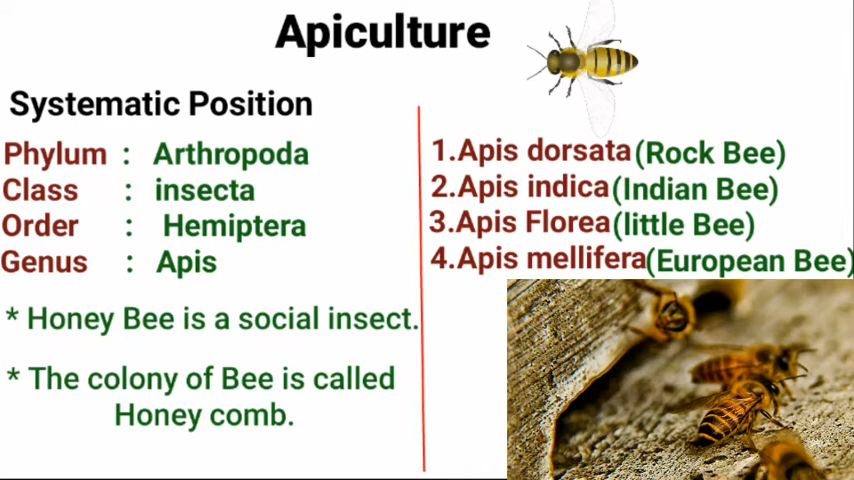 Apiculture
Systematic Position
Phylum : Arthropoda
Class : insecta
Order : Hemiptera
Genus : Apis
* Honey Bee is a social insect.
* The colony of Bee is called
Honey comb.
1.Apis dorsata(Rock Bee)
2.Apis indica(Indian Bee)
3.Apis Florea(little Bee)
4.Apis mellifera(European Bee)